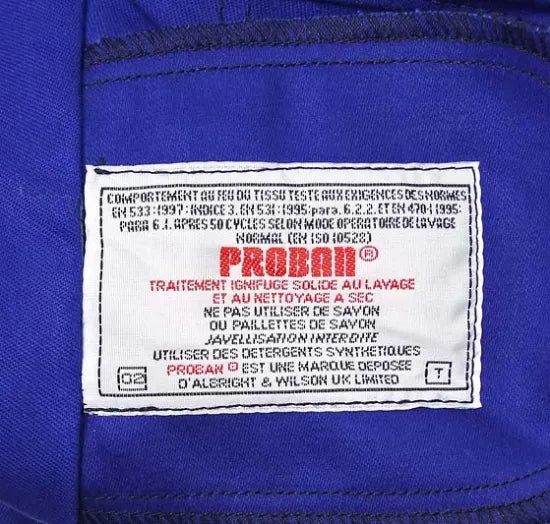 COMPORTEMENT AU FEU DU TISSU TESTE AUX EXIGENCES DES NORMES
EN 533:1997: INDICE 3, EN 531:1995:para. 6.2.2. ET EN 470-1 1995:
PARA 6.1. APRES 50 CYCLES SELON MODE OPERATOIRE DE LAVAGE
NORMAL (EN ISO 10528)
PROBAN®
TRAITEMENT IGNIFUGE SOLIDE AU LAVAGE
ET AU NETTOYAGE A SEC
NE PAS UTILISER DE SAVON
OU PAILLETTES DE SAVON
JAVELLISATION INTERDITE
UTILISER DES DETERGENTS SYNTHETIQUES
PROBAN ® EST UNE MARQUE DEPOSEE
02 D'ALBRIGHT & WILSON UK LIMITED T